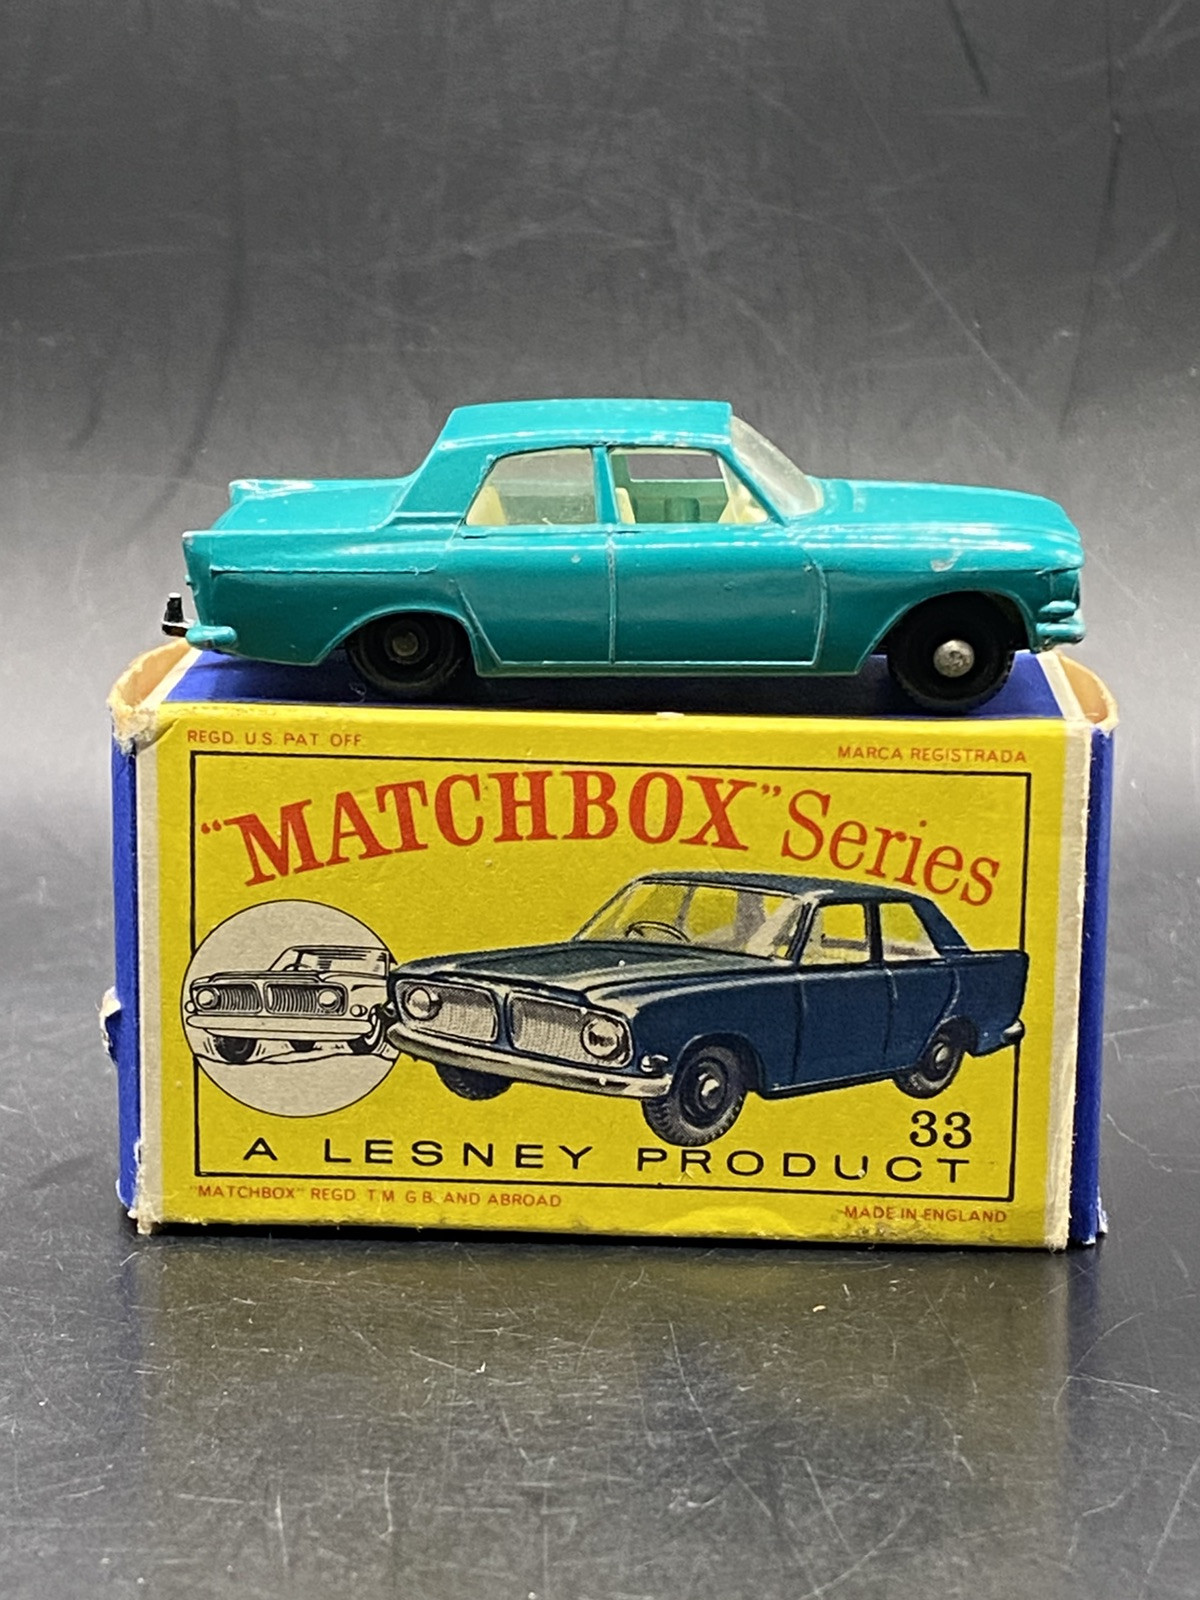 REGD. U.S. PAT. OFF.
MARCA REGISTRADA
"MATCHBOX" Series
33
A LESNEY PRODUCT
"MATCHBOX" REGD. T.M. G.B. AND ABROAD
MADE IN ENGLAND